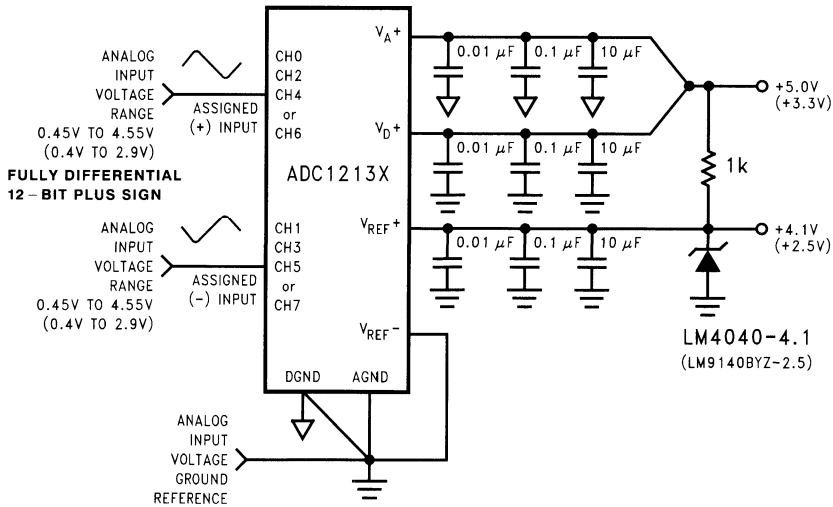 ANALOG
INPUT
VOLTAGE
RANGE
0.45V TO 4.55V
(0.4V TO 2.9V)
FULLY DIFFERENTIAL
12-BIT PLUS SIGN
ASSIGNED
(+) INPUT
CH0
CH2
CH4
or
CH6
ADC1213X
ANALOG
INPUT
VOLTAGE
RANGE
0.45V TO 4.55V
(0.4V TO 2.9V)
ASSIGNED
(−) INPUT
CH1
CH3
CH5
or
CH7
VA+
0.01 µF
0.1 µF
10 µF
VD+
0.01 µF
0.1 µF
10 µF
VREF+
0.01 µF
0.1 µF
10 µF
VREF−
+5.0V
(+3.3V)
1k
+4.1V
(+2.5V)
LM4040-4.1
(LM9140BYZ-2.5)
DGND
AGND
ANALOG
INPUT
VOLTAGE
GROUND
REFERENCE